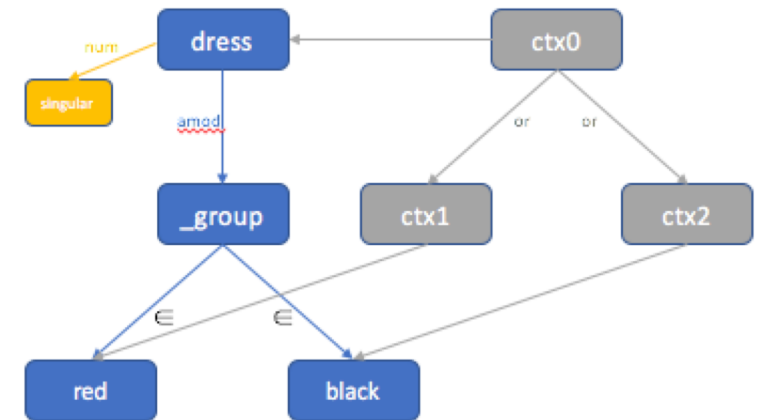 dress
ctx0
num
singular
amod
or
or
_group
ctx1
ctx2
∈
∈
red
black